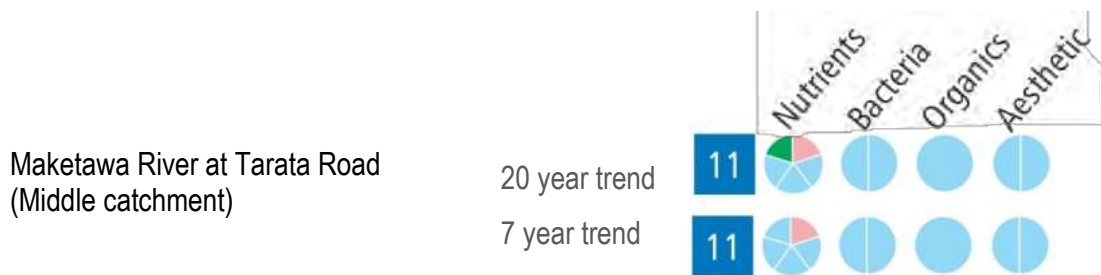 Nutrients
Bacteria
Organics
Aesthetic
Maketawa River at Tarata Road
(Middle catchment)
20 year trend
11
7 year trend
11